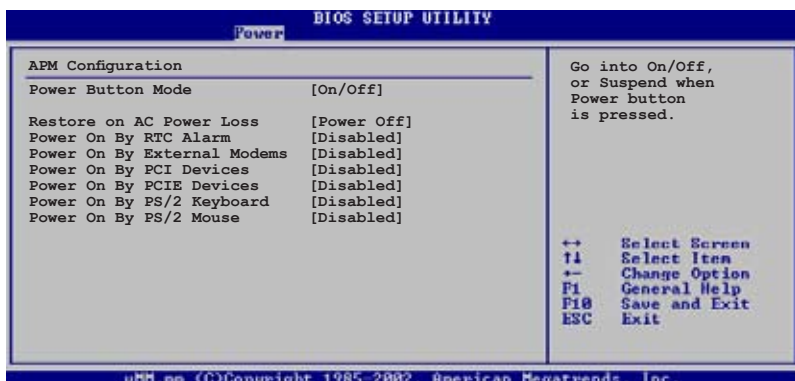 BIOS SETUP UTILITY
Power
APM Configuration
Power Button Mode [On/Off]
Restore on AC Power Loss [Power Off]
Power On By RTC Alarm [Disabled]
Power On By External Modems [Disabled]
Power On By PCI Devices [Disabled]
Power On By PCIE Devices [Disabled]
Power On By PS/2 Keyboard [Disabled]
Power On By PS/2 Mouse [Disabled]
Go into On/Off,
or Suspend when
Power button
is pressed.
↔ Select Screen
↑↓ Select Item
+- Change Option
F1 General Help
F10 Save and Exit
ESC Exit
(C)Copyright 1985-2002, American Megatrends, Inc